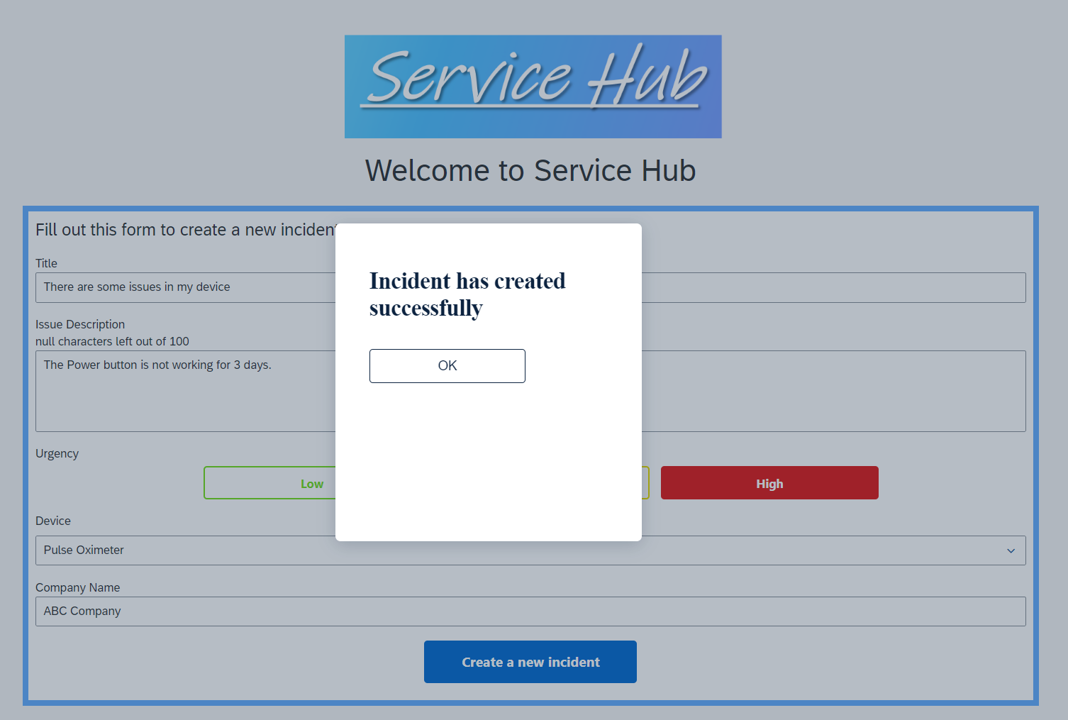 Service Hub
Welcome to Service Hub
Fill out this form to create a new inciden
Title
There are some issues in my device
Issue Description
null characters left out of 100
The Power button is not working for 3 days.
Incident has created
successfully
OK
Urgency
Low
High
Device
Pulse Oximeter
Company Name
ABC Company
Create a new incident